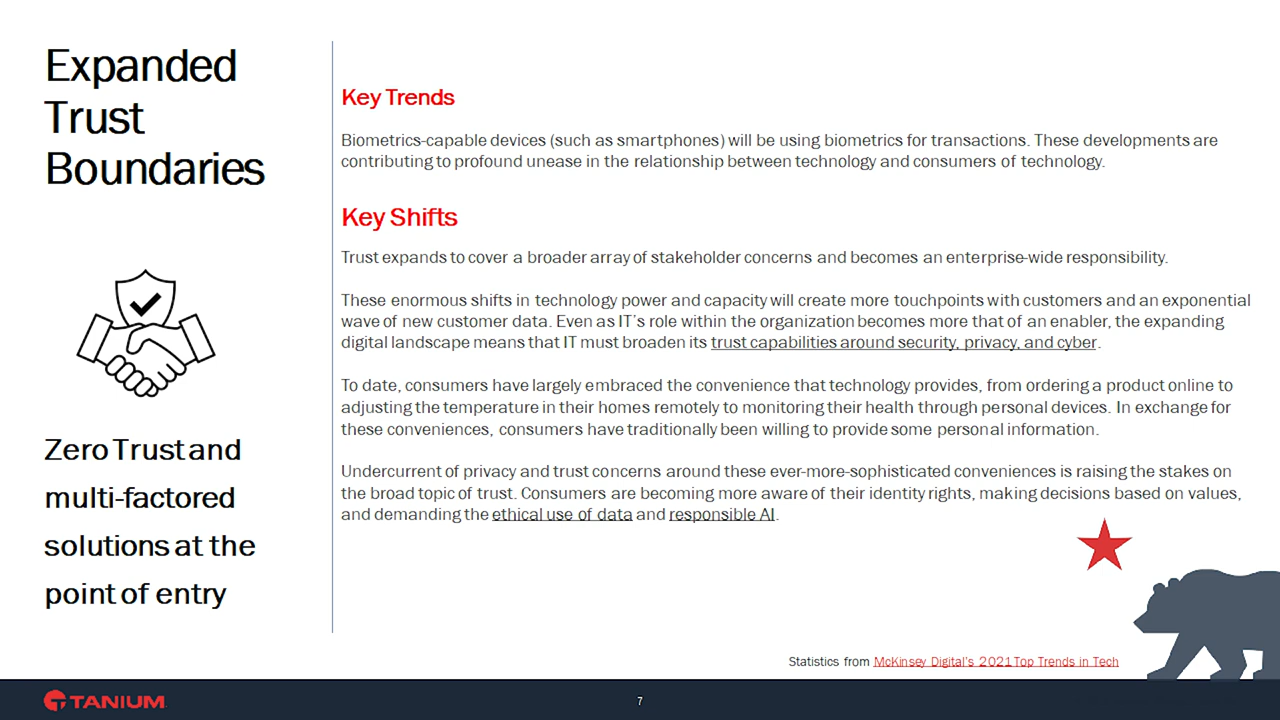 Expanded
Trust
Boundaries
Zero Trust and
multi-factored
solutions at the
point of entry
Key Trends
Biometrics-capable devices (such as smartphones) will be using biometrics for transactions. These developments are
contributing to profound unease in the relationship between technology and consumers of technology.
Key Shifts
Trust expands to cover a broader array of stakeholder concerns and becomes an enterprise-wide responsibility.
These enormous shifts in technology power and capacity will create more touchpoints with customers and an exponential
wave of new customer data. Even as IT's role within the organization becomes more that of an enabler, the expanding
digital landscape means that IT must broaden its trust capabilities around security, privacy, and cyber.
To date, consumers have largely embraced the convenience that technology provides, from ordering a product online to
adjusting the temperature in their homes remotely to monitoring their health through personal devices. In exchange for
these conveniences, consumers have traditionally been willing to provide some personal information.
Undercurrent of privacy and trust concerns around these ever-more-sophisticated conveniences is raising the stakes on
the broad topic of trust. Consumers are becoming more aware of their identity rights, making decisions based on values,
and demanding the ethical use of data and responsible AI.
Statistics from McKinsey Digital's 2021 Top Trends in Tech
TANIUM
7